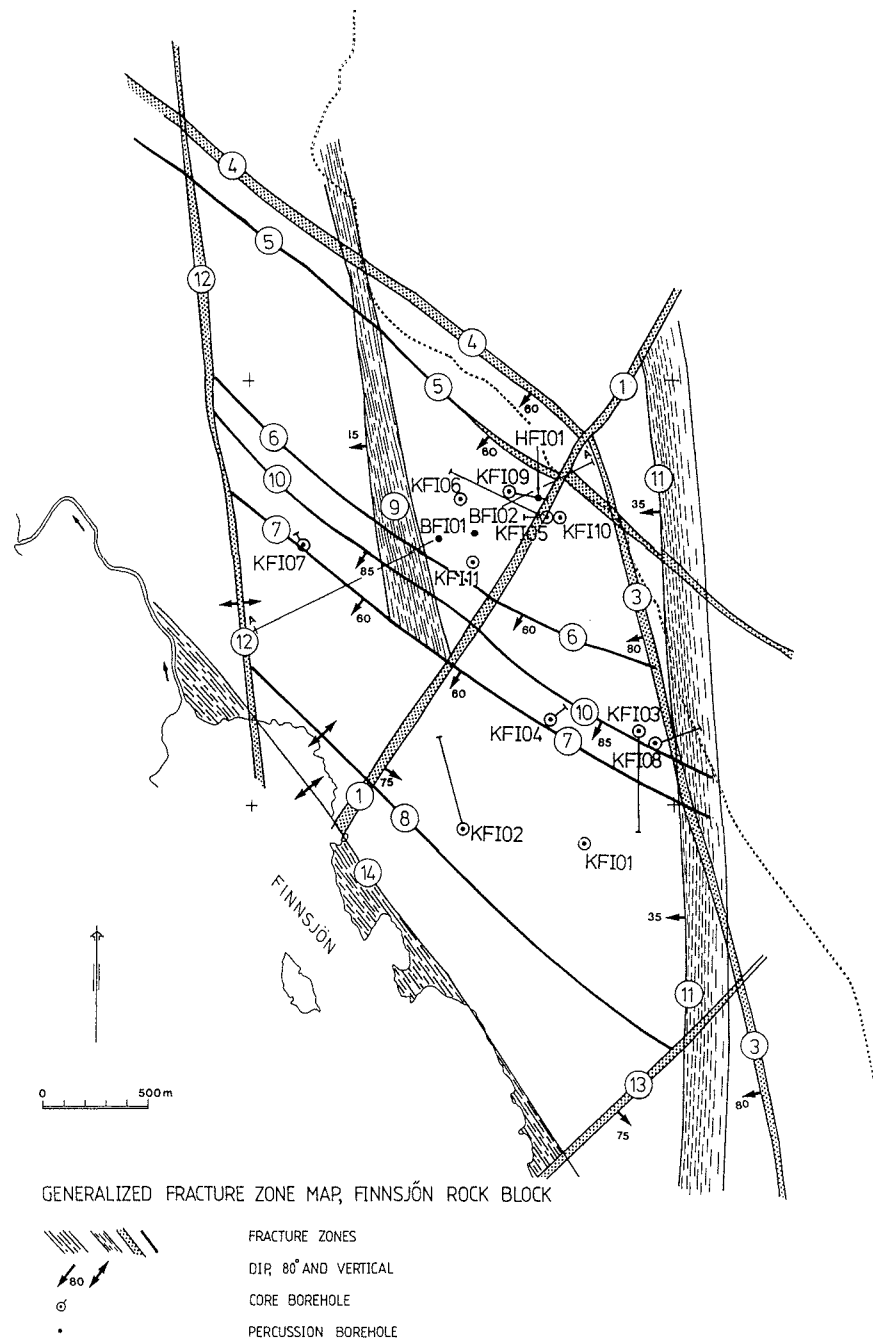 4
4
5
5
12
12
1
1
60
60
HFI01
6
6
10
10
7
7
15
9
KFI06
KFI09
BFI01
BFI02
KFI05
KFI10
KFI11
KFI07
85
60
60
60
35
11
3
80
KFI04
KFI03
KFI08
85
75
8
KFI02
KFI01
14
FINNSJÖN
35
11
3
80
13
75
0 500m
GENERALIZED FRACTURE ZONE MAP, FINNSJÖN ROCK BLOCK
FRACTURE ZONES
80 DIP, 80° AND VERTICAL
CORE BOREHOLE
PERCUSSION BOREHOLE